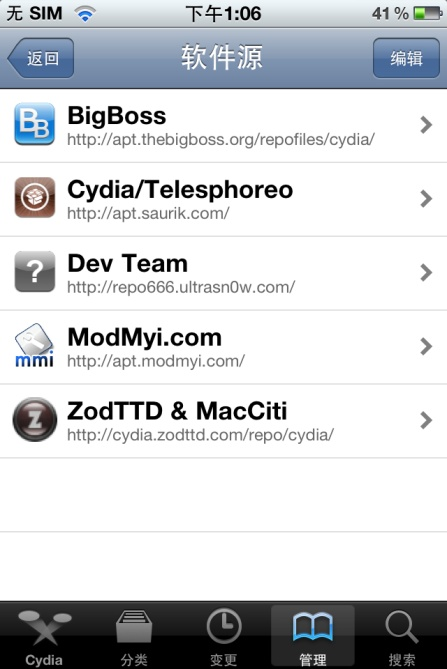 无 SIM 下午1:06 41 %
返回 软件源 编辑
BB
BigBoss
http://apt.thebigboss.org/repofiles/cydia/
Cydia/Telesphoreo
http://apt.saurik.com/
?
Dev Team
http://repo666.ultrasn0w.com/
mmi
ModMyi.com
http://apt.modmyi.com/
Z
ZodTTD & MacCiti
http://cydia.zodttd.com/repo/cydia/
Cydia 分类 变更 管理 搜索